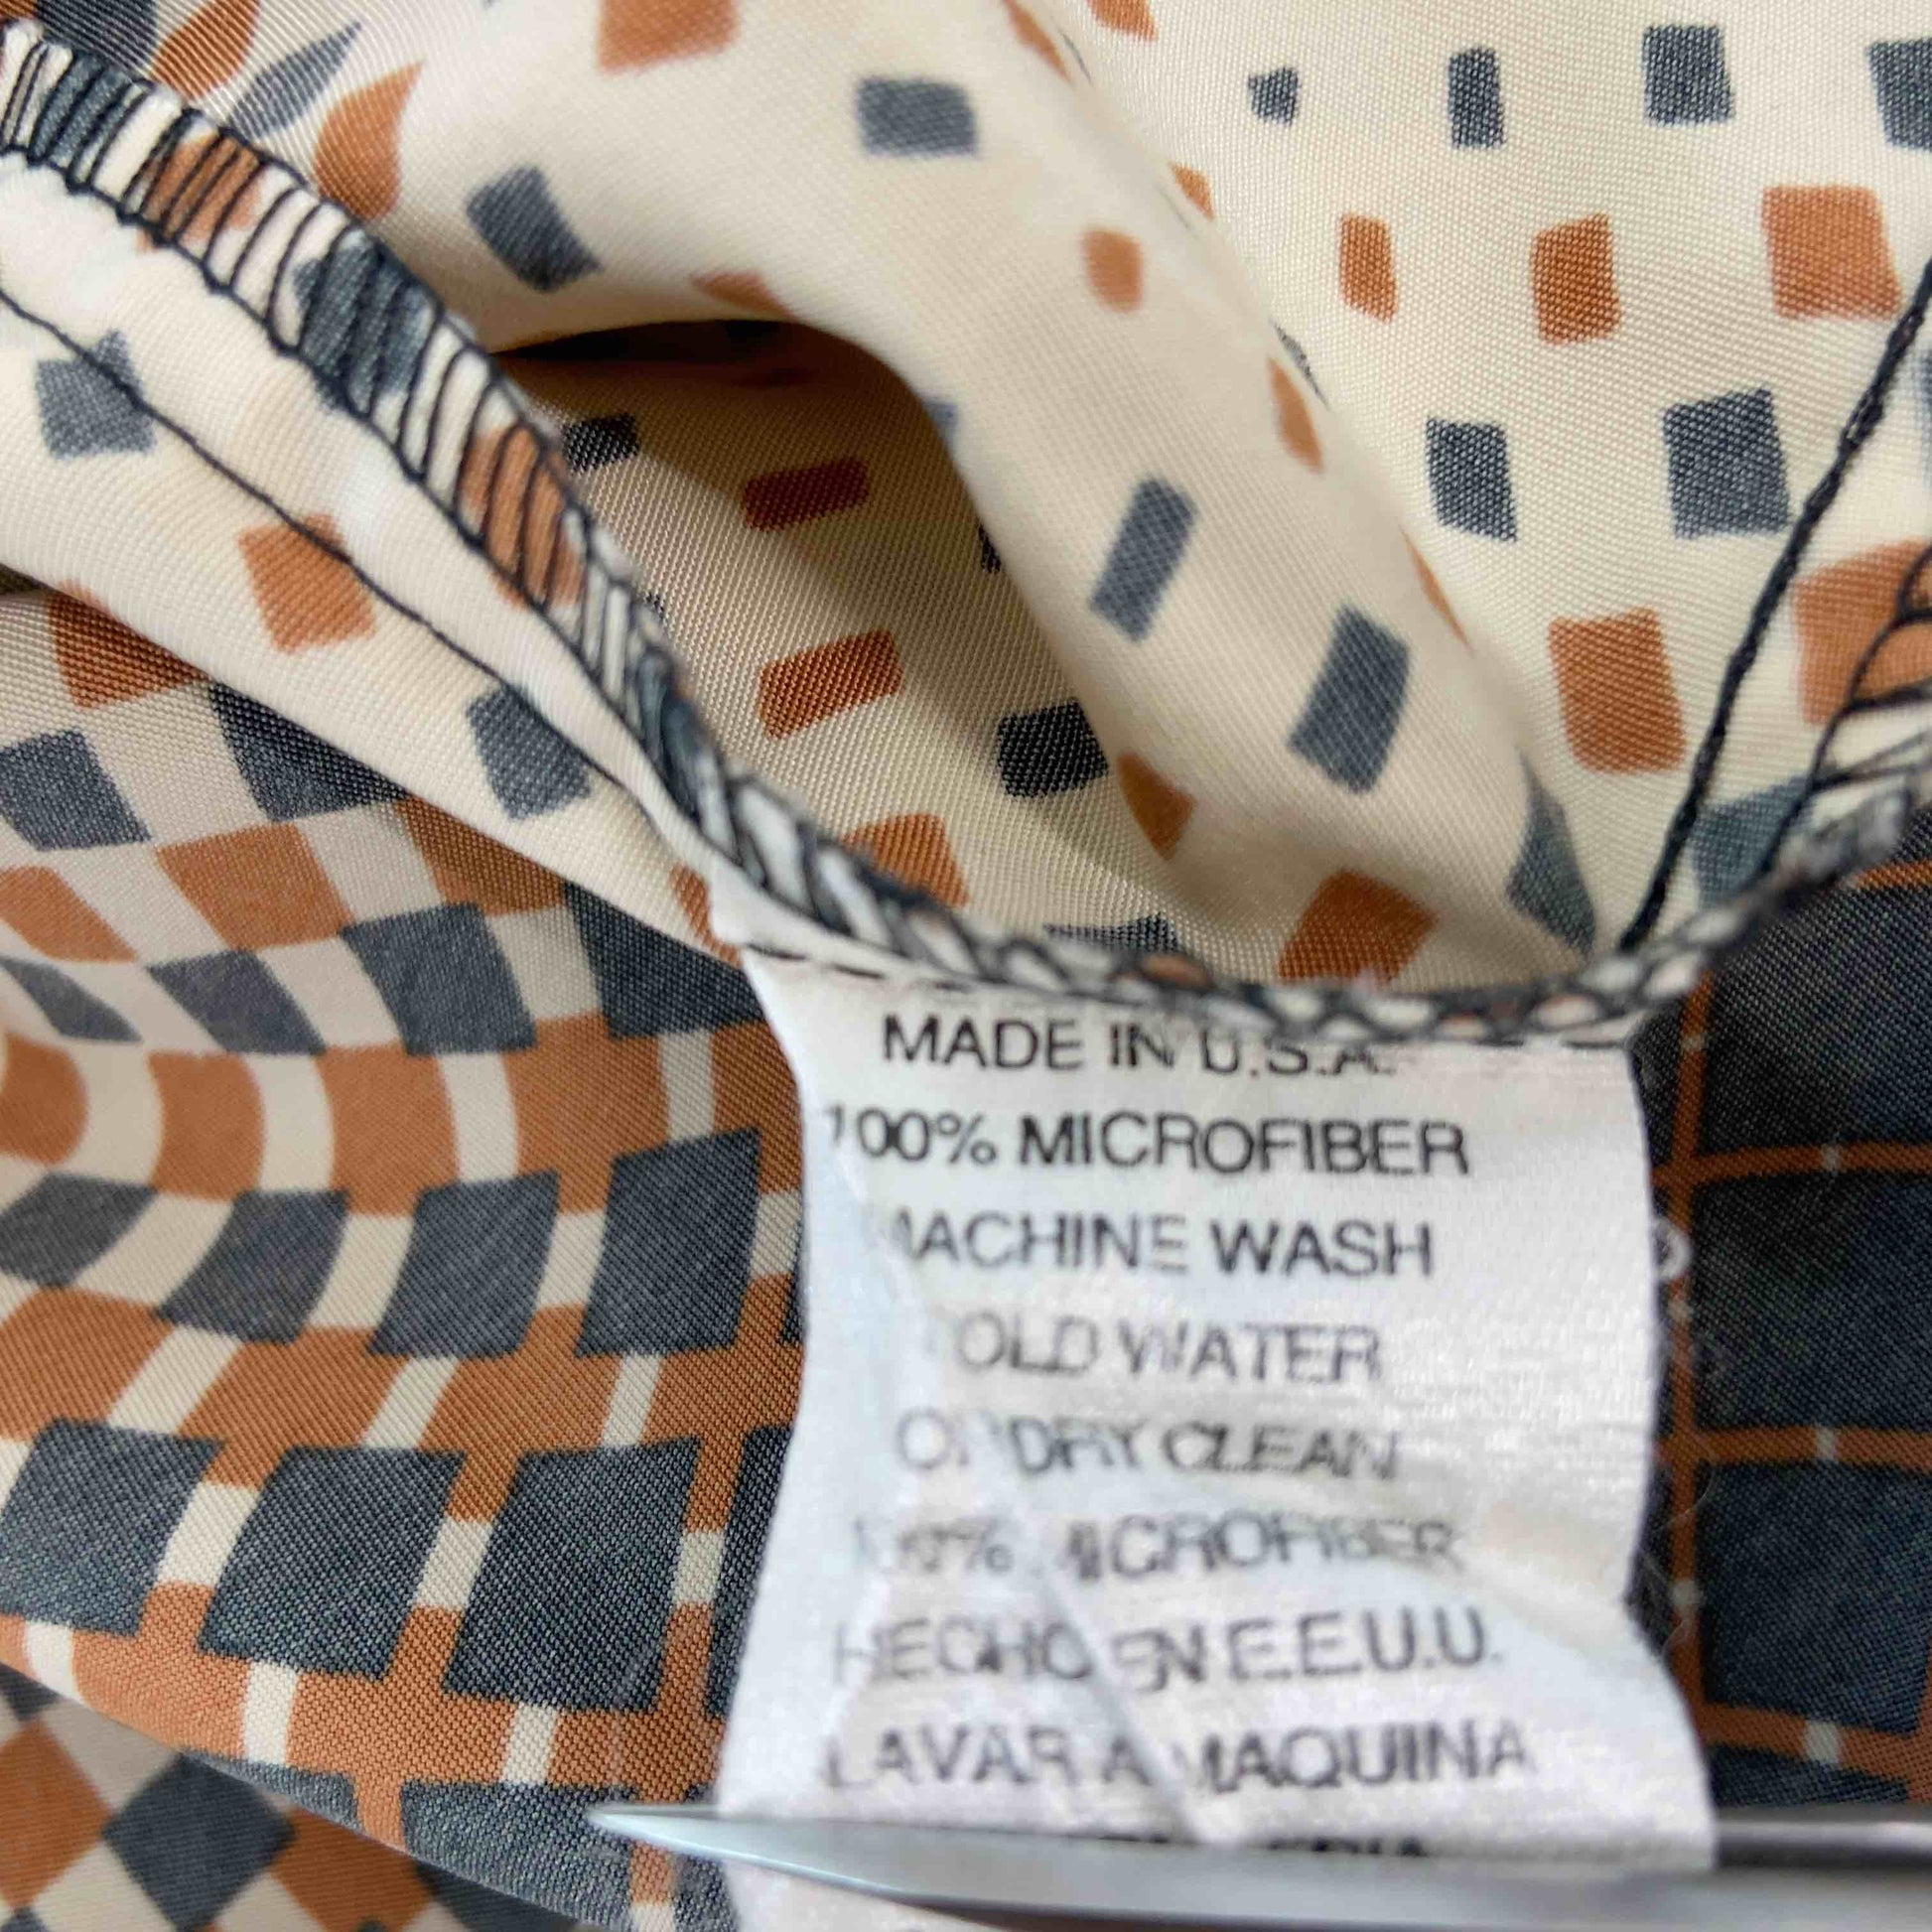 MADE IN U.S.A.
100% MICROFIBER
MACHINE WASH
COLD WATER
OR DRY CLEAN
100% MICROFIBER
HECHO EN E.E.U.U.
LAVAR A MAQUINA